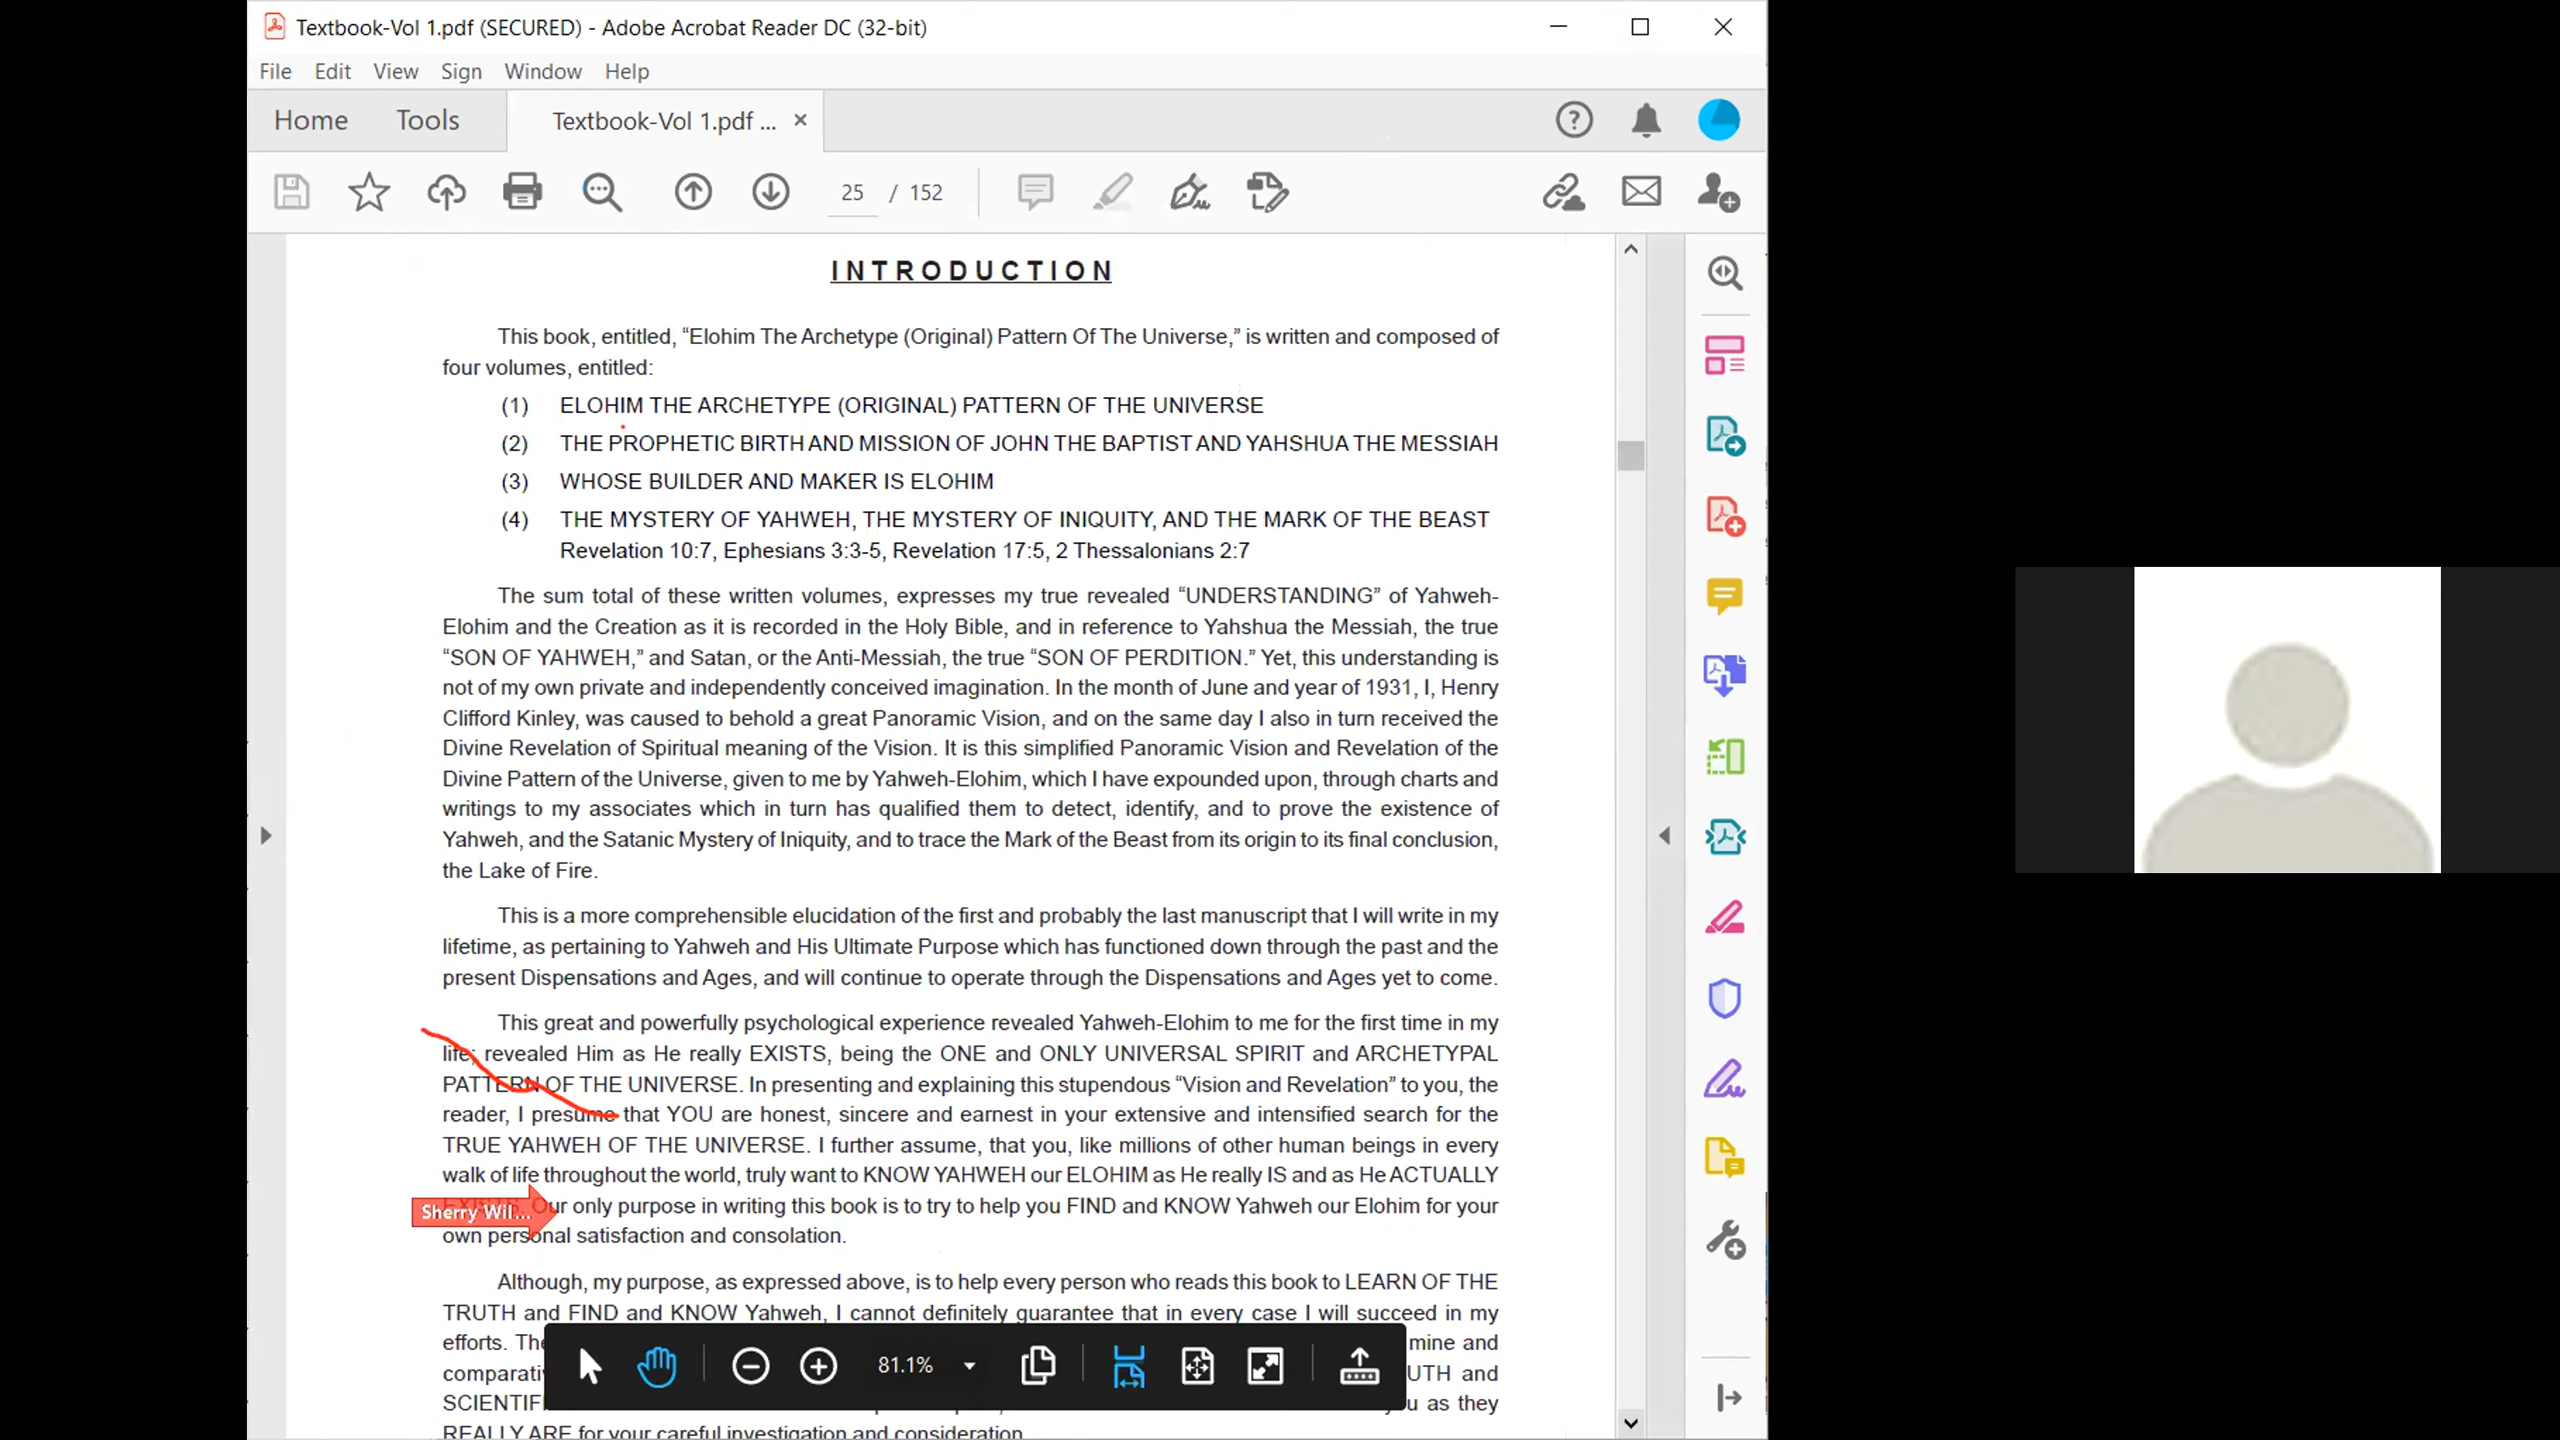 Textbook-Vol 1.pdf (SECURED) - Adobe Acrobat Reader DC (32-bit)
File Edit View Sign Window Help
Home Tools Textbook-Vol 1.pdf ...
25 / 152
INTRODUCTION
This book, entitled, “Elohim The Archetype (Original) Pattern Of The Universe,” is written and composed of
four volumes, entitled:
(1) ELOHIM THE ARCHETYPE (ORIGINAL) PATTERN OF THE UNIVERSE
(2) THE PROPHETIC BIRTH AND MISSION OF JOHN THE BAPTIST AND YAHSHUA THE MESSIAH
(3) WHOSE BUILDER AND MAKER IS ELOHIM
(4) THE MYSTERY OF YAHWEH, THE MYSTERY OF INIQUITY, AND THE MARK OF THE BEAST
Revelation 10:7, Ephesians 3:3-5, Revelation 17:5, 2 Thessalonians 2:7
The sum total of these written volumes, expresses my true revealed “UNDERSTANDING” of Yahweh-
Elohim and the Creation as it is recorded in the Holy Bible, and in reference to Yahshua the Messiah, the true
“SON OF YAHWEH,” and Satan, or the Anti-Messiah, the true “SON OF PERDITION.” Yet, this understanding is
not of my own private and independently conceived imagination. In the month of June and year of 1931, I, Henry
Clifford Kinley, was caused to behold a great Panoramic Vision, and on the same day I also in turn received the
Divine Revelation of Spiritual meaning of the Vision. It is this simplified Panoramic Vision and Revelation of the
Divine Pattern of the Universe, given to me by Yahweh-Elohim, which I have expounded upon, through charts and
writings to my associates which in turn has qualified them to detect, identify, and to prove the existence of
Yahweh, and the Satanic Mystery of Iniquity, and to trace the Mark of the Beast from its origin to its final conclusion,
the Lake of Fire.
This is a more comprehensible elucidation of the first and probably the last manuscript that I will write in my
lifetime, as pertaining to Yahweh and His Ultimate Purpose which has functioned down through the past and the
present Dispensations and Ages, and will continue to operate through the Dispensations and Ages yet to come.
This great and powerfully psychological experience revealed Yahweh-Elohim to me for the first time in my
life; revealed Him as He really EXISTS, being the ONE and ONLY UNIVERSAL SPIRIT and ARCHETYPAL
PATTERN OF THE UNIVERSE. In presenting and explaining this stupendous “Vision and Revelation” to you, the
reader, I presume that YOU are honest, sincere and earnest in your extensive and intensified search for the
TRUE YAHWEH OF THE UNIVERSE. I further assume, that you, like millions of other human beings in every
walk of life throughout the world, truly want to KNOW YAHWEH our ELOHIM as He really IS and as He ACTUALLY
Sherry Wil... Our only purpose in writing this book is to try to help you FIND and KNOW Yahweh our Elohim for your
own personal satisfaction and consolation.
Although, my purpose, as expressed above, is to help every person who reads this book to LEARN OF THE
TRUTH and FIND and KNOW Yahweh, I cannot definitely guarantee that in every case I will succeed in my
efforts. mine and
and
as they
REALLY ARE for your careful investigation and consideration.
81.1%